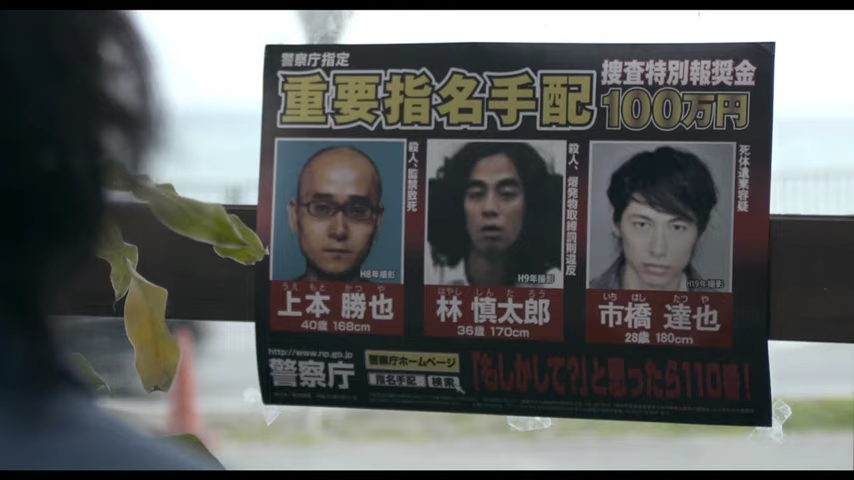 警察庁指定
重要指名手配
捜査特別報奨金
100万円
殺人、監禁致死
H8年撮影
うえ もと かつ や
上本 勝也
40歳 168cm
殺人、爆発物取締罰則違反
H9年撮影
はやし しん た ろう
林 慎太郎
36歳 170cm
死体遺棄容疑
H19年撮影
いち はし たつ や
市橋 達也
28歳 180cm
http://www.np.go.jp
警察庁
警察庁ホームページ
指名手配 検索
「もしかして?」と思ったら110番!